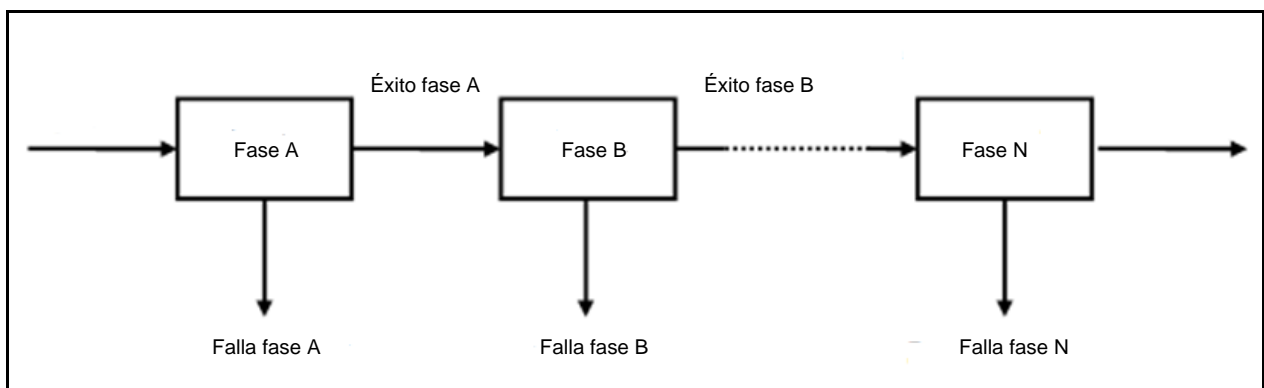 Éxito fase A
Éxito fase B
Fase A
Fase B
Fase N
Falla fase A
Falla fase B
Falla fase N